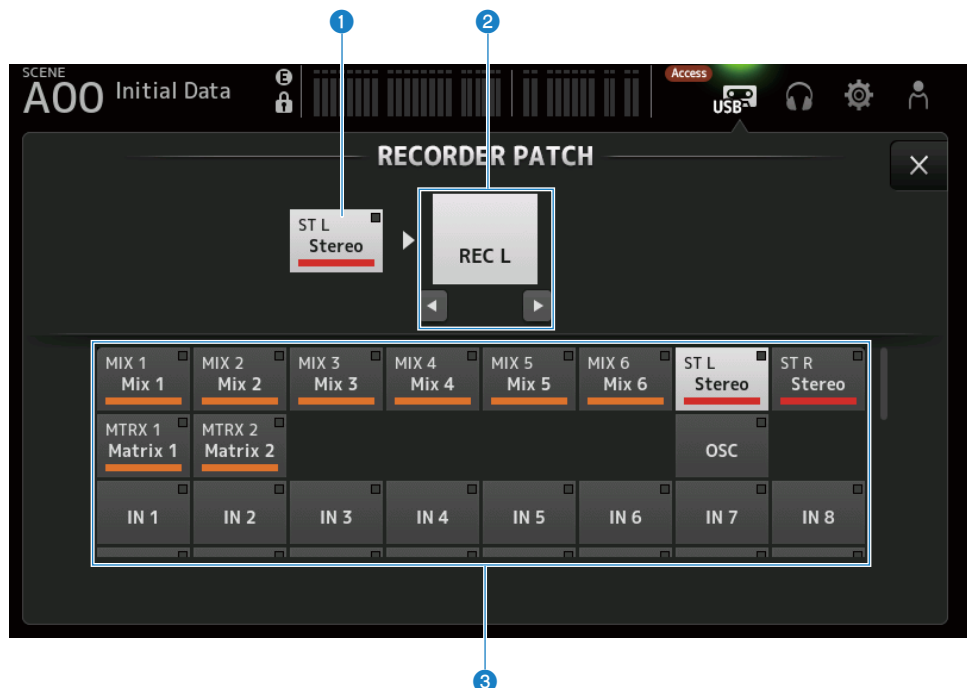 1 2
SCENE
A00 Initial Data E Access USB
RECORDER PATCH
ST L
Stereo
REC L
MIX 1 MIX 2 MIX 3 MIX 4 MIX 5 MIX 6 ST L ST R
Mix 1 Mix 2 Mix 3 Mix 4 Mix 5 Mix 6 Stereo Stereo
MTRX 1 MTRX 2
Matrix 1 Matrix 2 OSC
IN 1 IN 2 IN 3 IN 4 IN 5 IN 6 IN 7 IN 8
3